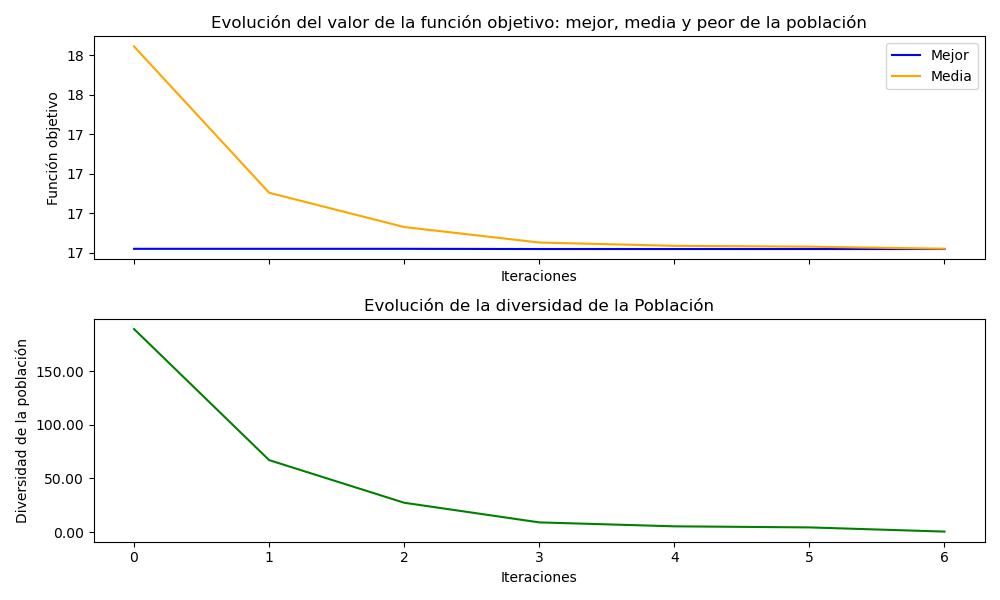 Evolución del valor de la función objetivo: mejor, media y peor de la población
Función objetivo
18
18
17
17
17
17
Mejor
Media
Iteraciones
Evolución de la diversidad de la Población
Diversidad de la población
150.00
100.00
50.00
0.00
0 1 2 3 4 5 6
Iteraciones